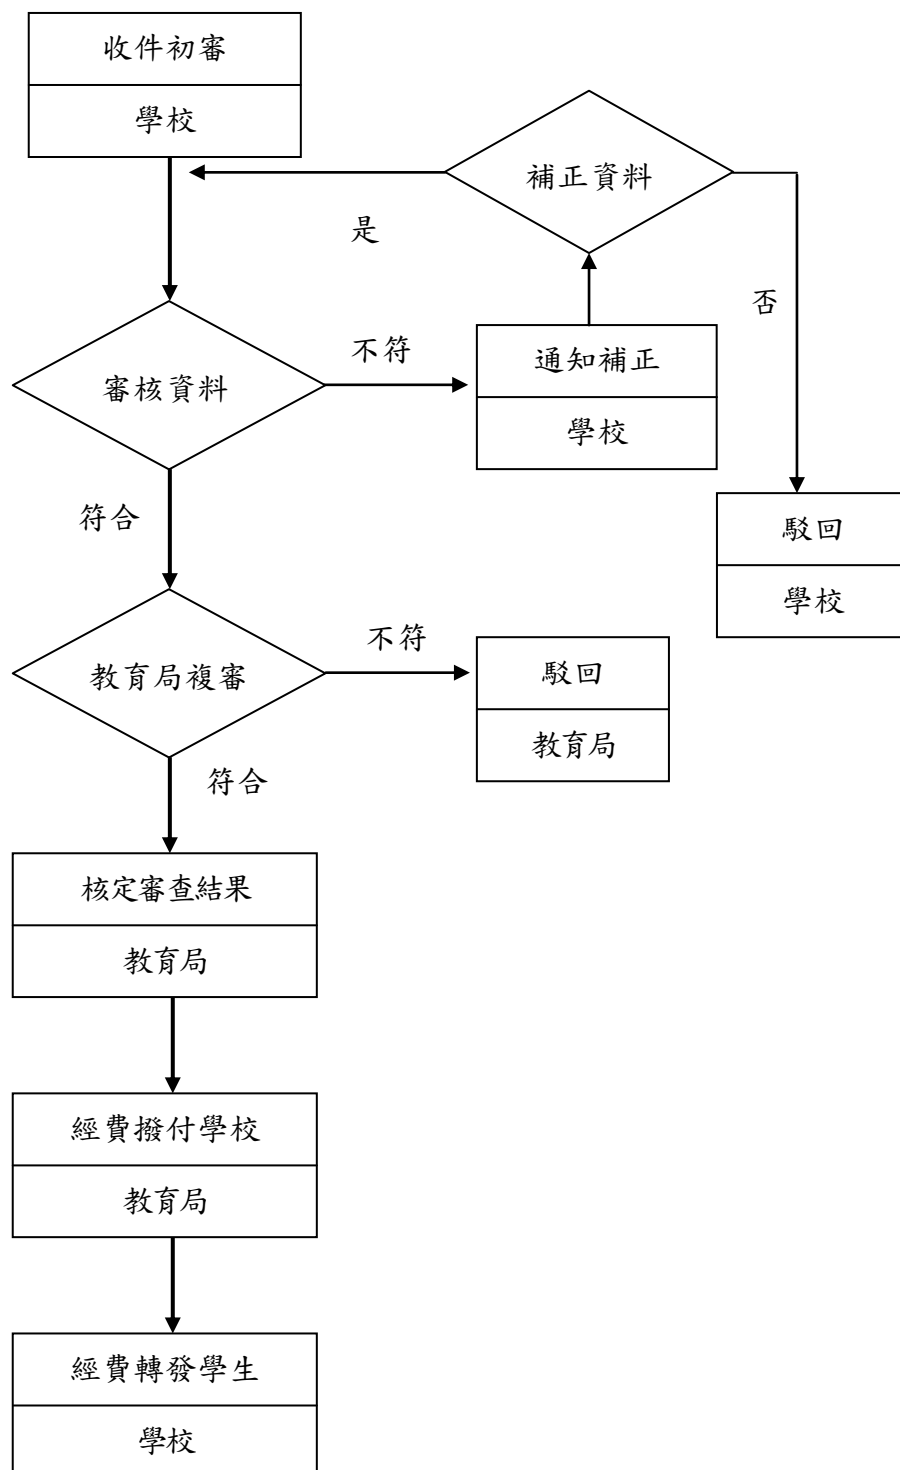 收件初審
學校
補正資料
是
否
不符
通知補正
學校
審核資料
符合
駁回
學校
不符
教育局複審
駁回
教育局
符合
核定審查結果
教育局
經費撥付學校
教育局
經費轉發學生
學校